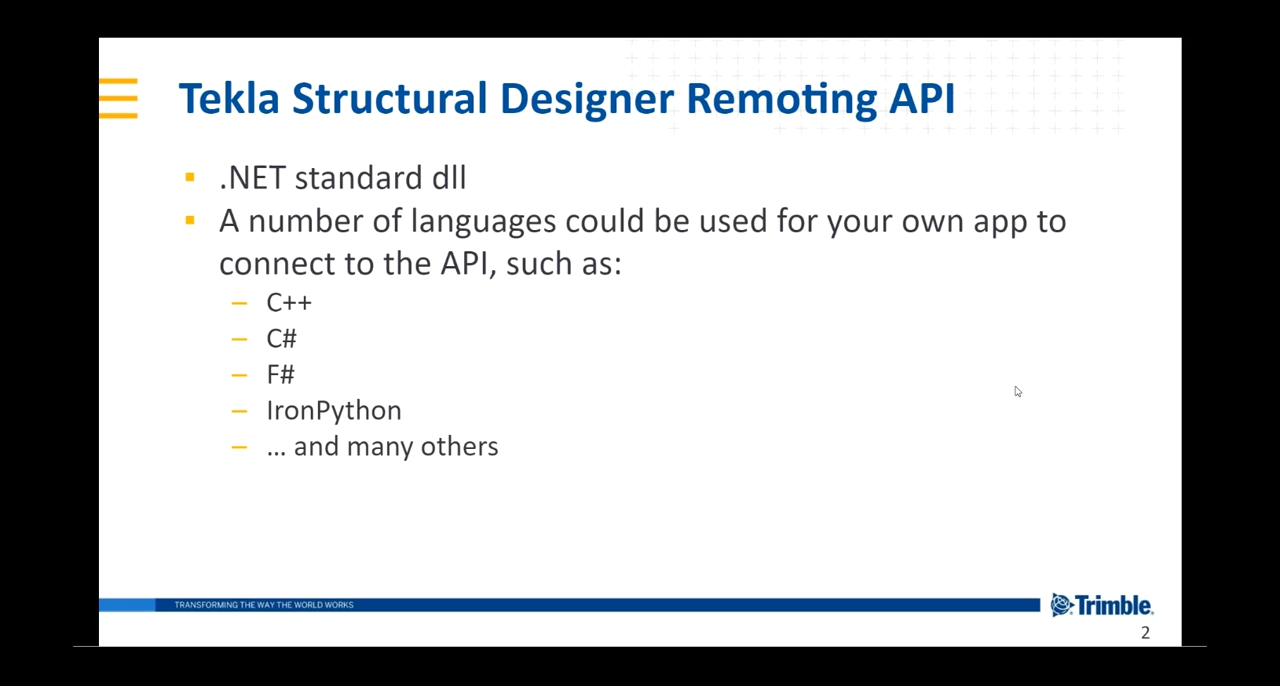 Tekla Structural Designer Remoting API
.NET standard dll
A number of languages could be used for your own app to
connect to the API, such as:
– C++
– C#
– F#
– IronPython
– ... and many others
TRANSFORMING THE WAY THE WORLD WORKS
Trimble
2